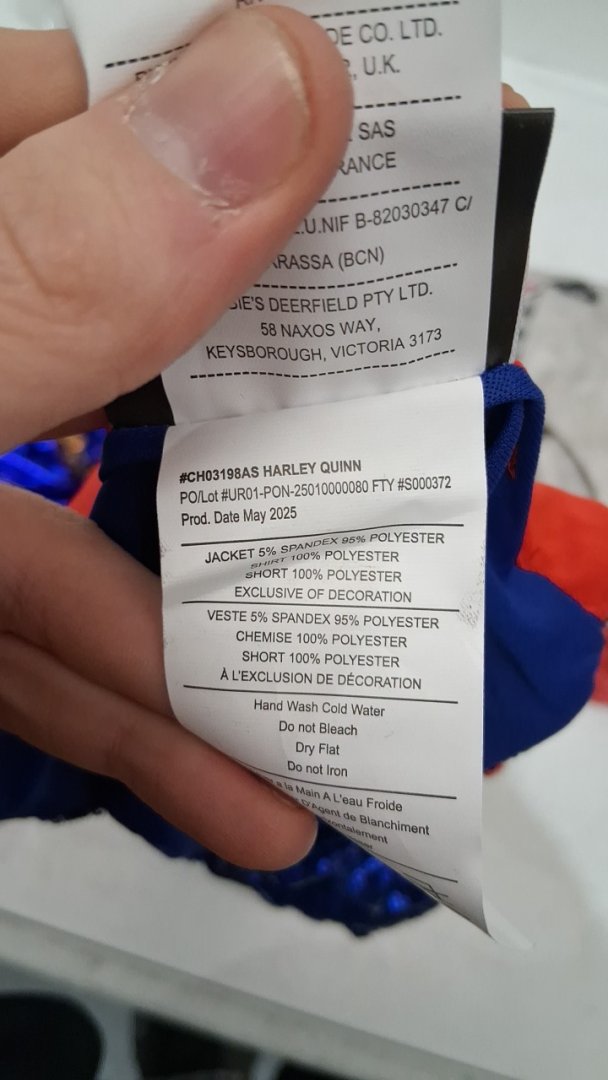 DE CO. LTD.
U.K.
SAS
RANCE
.U.NIF B-82030347 C/
ARASSA (BCN)
IE'S DEERFIELD PTY LTD.
58 NAXOS WAY,
KEYSBOROUGH, VICTORIA 3173
#CH03198AS HARLEY QUINN
PO/Lot #UR01-PON-25010000080 FTY #S000372
Prod. Date May 2025
JACKET 5% SPANDEX 95% POLYESTER
SHIRT 100% POLYESTER
SHORT 100% POLYESTER
EXCLUSIVE OF DECORATION
VESTE 5% SPANDEX 95% POLYESTER
CHEMISE 100% POLYESTER
SHORT 100% POLYESTER
À L'EXCLUSION DE DÉCORATION
Hand Wash Cold Water
Do not Bleach
Dry Flat
Do not Iron
a la Main A L'eau Froide
D'Agent de Blanchiment